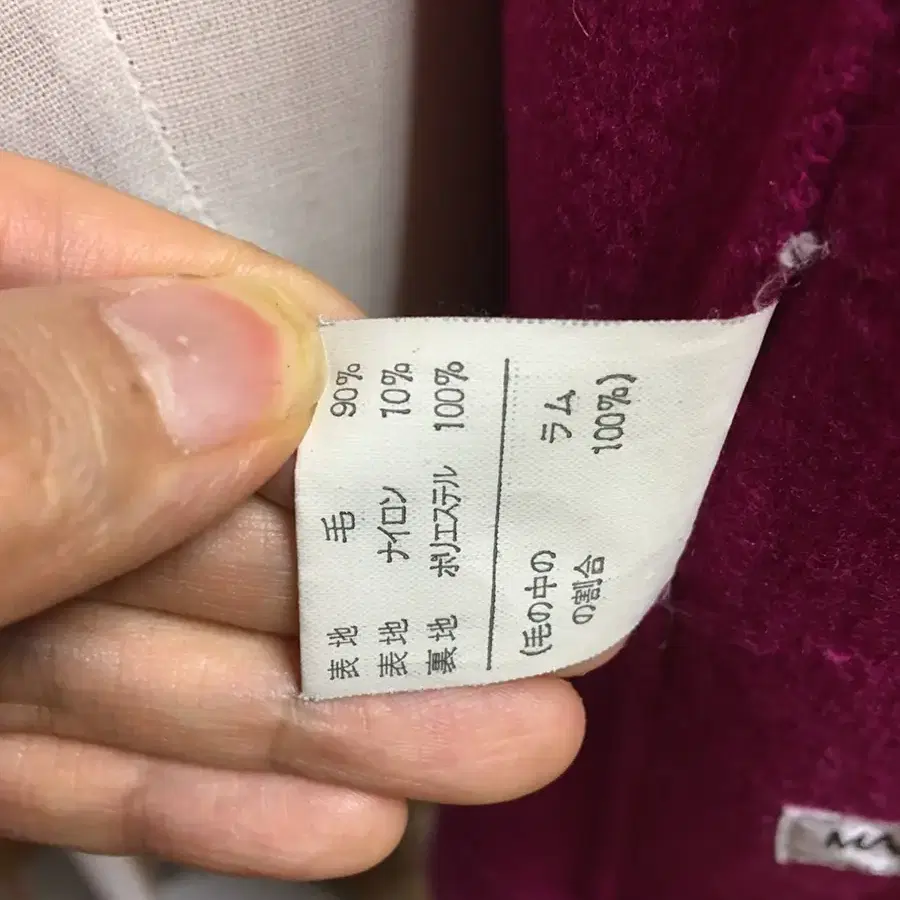 表地 毛 90%
表地 ナイロン 10%
裏地 ポリエステル 100%
(毛の中の ラム
の割合 100%)